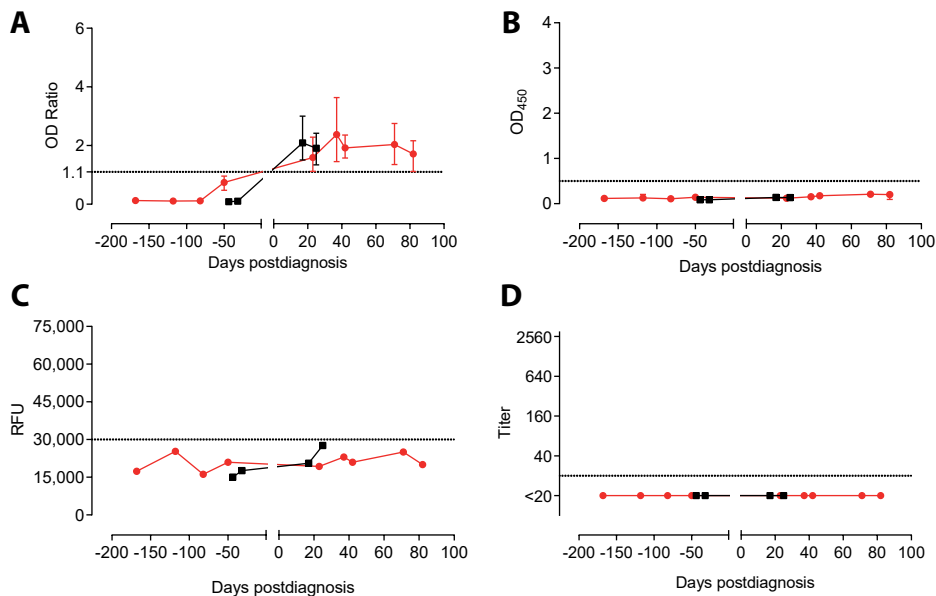 A
OD Ratio
6
4
2
1.1
0
-200 -150 -100 -50 0 20 40 60 80 100
Days postdiagnosis
B
OD450
4
3
2
1
0
-200 -150 -100 -50 0 20 40 60 80 100
Days postdiagnosis
C
RFU
75,000
60,000
45,000
30,000
15,000
0
-200 -150 -100 -50 0 20 40 60 80 100
Days postdiagnosis
D
Titer
2560
640
160
40
<20
-200 -150 -100 -50 0 20 40 60 80 100
Days postdiagnosis